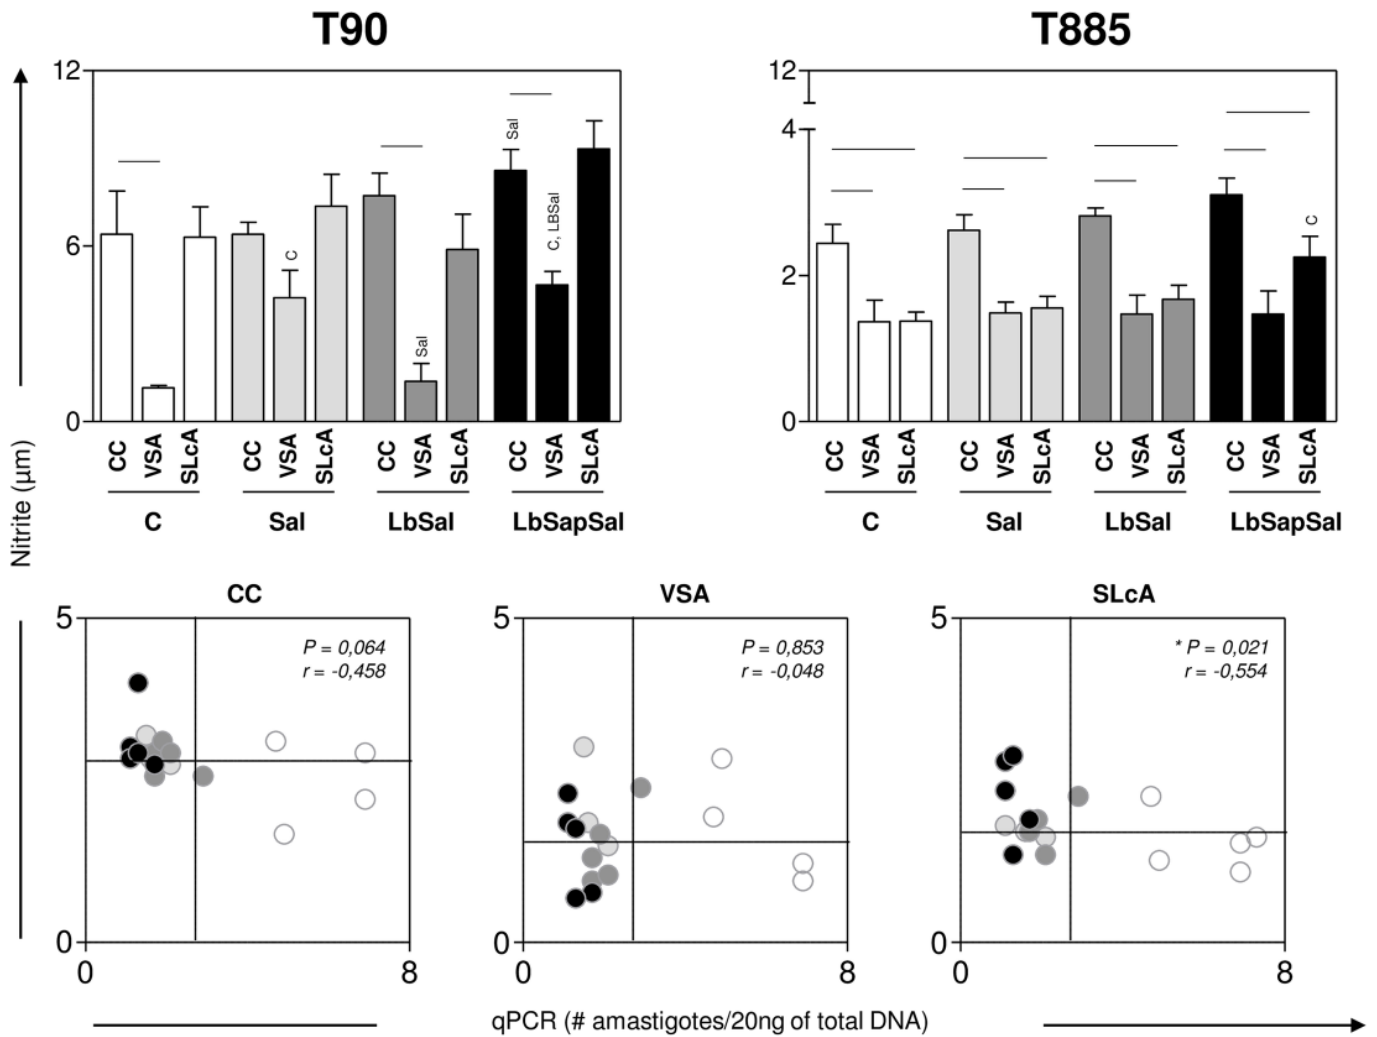 T90
T885
12
6
0
Sal
C, LBSal
C
Sal
CC
VSA
SLcA
CC
VSA
SLcA
CC
VSA
SLcA
CC
VSA
SLcA
C
Sal
LbSal
LbSapSal
12
4
2
0
C
CC
VSA
SLcA
CC
VSA
SLcA
CC
VSA
SLcA
CC
VSA
SLcA
C
Sal
LbSal
LbSapSal
Nitrite (µm)
CC
5
P = 0,064
r = -0,458
0
0
8
VSA
5
P = 0,853
r = -0,048
0
0
8
SLcA
5
* P = 0,021
r = -0,554
0
0
8
qPCR (# amastigotes/20ng of total DNA)